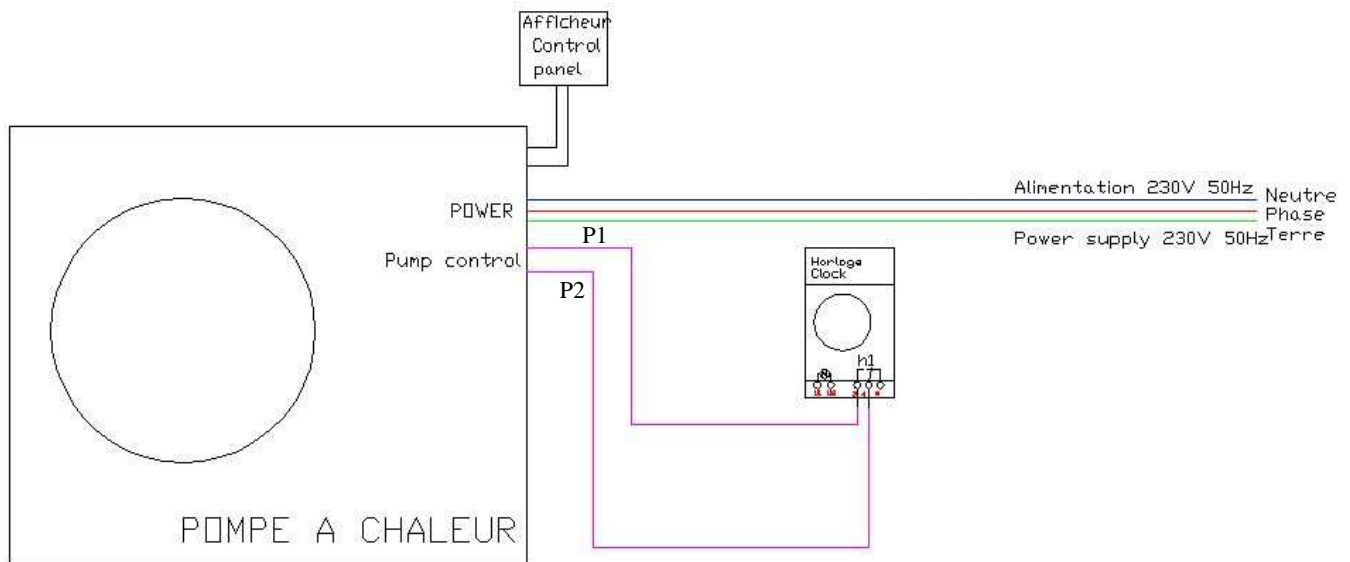 Afficheur
Control
panel
Alimentation 230V 50Hz
Neutre
POWER
Phase
Power supply 230V 50Hz
Terre
P1
Pump control
Horloge
Clock
P2
h1
POMPE A CHALEUR